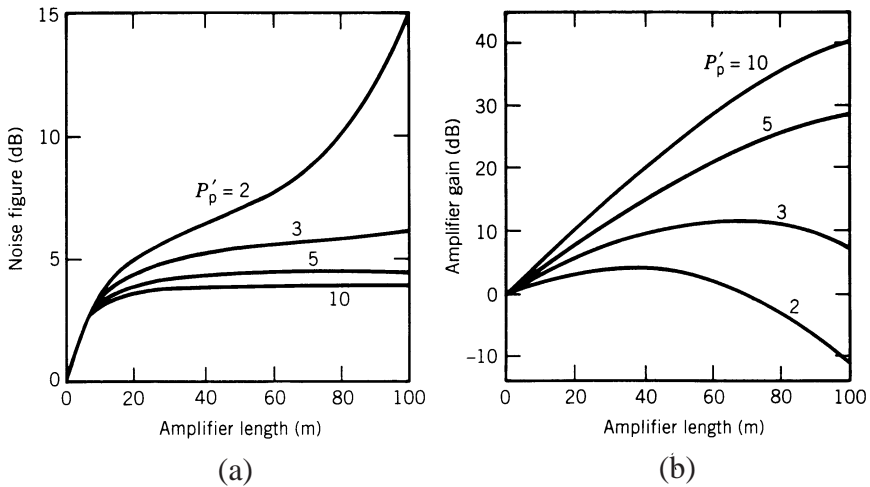 15
10
5
0
Noise figure (dB)
P′p = 2
3
5
10
0 20 40 60 80 100
Amplifier length (m)
(a)
45
40
30
20
10
0
−10
Amplifier gain (dB)
P′p = 10
5
3
2
0 20 40 60 80 100
Amplifier length (m)
(b)